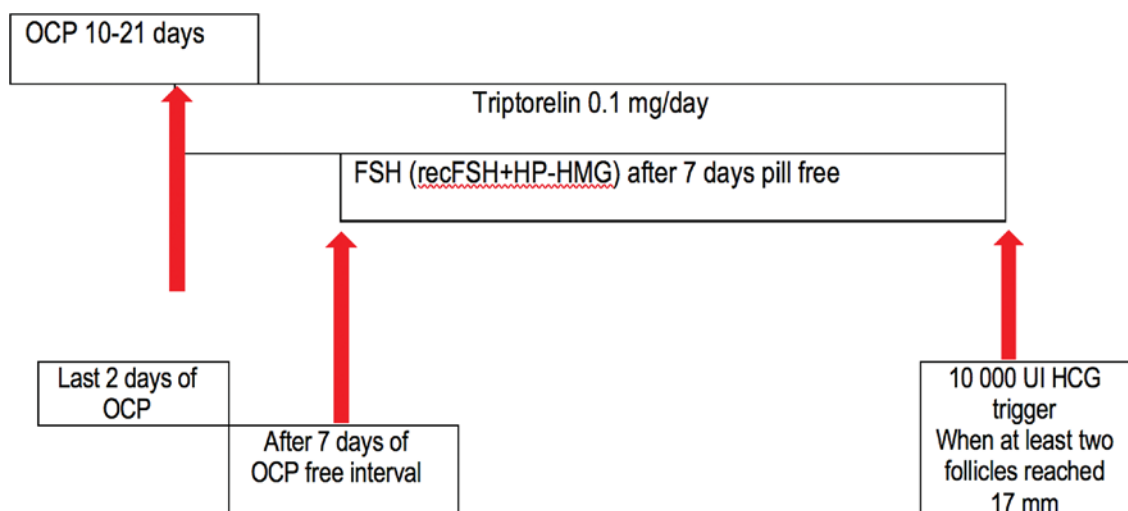 OCP 10-21 days
Triptorelin 0.1 mg/day
FSH (recFSH+HP-HMG) after 7 days pill free
Last 2 days of
OCP
After 7 days of
OCP free interval
10 000 UI HCG
trigger
When at least two
follicles reached
17 mm